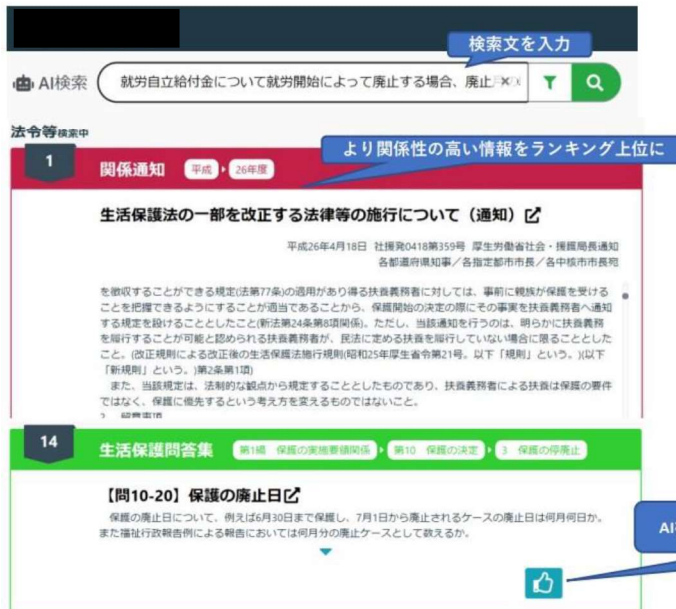 検索文を入力
AI検索
就労自立給付金について就労開始によって廃止する場合、廃止
法令等検索中
より関係性の高い情報をランキング上位に
1 関係通知 平成 26年度
生活保護法の一部を改正する法律等の施行について（通知）
平成26年4月18日 社援発0418第359号 厚生労働省社会・援護局長通知
各都道府県知事／各指定都市市長／各中核市市長宛
を徴収することができる規定(法第77条)の適用があり得る扶養義務者に対しては、事前に親族が保護を受ける
ことを把握できるようにすることが適当であることから、保護開始の決定の際にその事実を扶養義務者へ通知
する規定を設けることとしたこと(新法第24条第8項関係)。ただし、当該通知を行うのは、明らかに扶養義務
を履行することが可能と認められる扶養義務者が、民法に定める扶養を履行していない場合に限ることとした
こと。(改正規則による改正後の生活保護法施行規則(昭和25年厚生省令第21号。以下「規則」という。)(以下
「新規則」という。)第2条第1項)
また、当該規定は、法制的な観点から規定することとしたものであり、扶養義務者による扶養は保護の要件
ではなく、保護に優先するという考え方を変えるものではないこと。
2 留意事項
14 生活保護問答集 第1編 保護の実施要領関係 第10 保護の決定 3 保護の停廃止
【問10-20】保護の廃止日
保護の廃止日について、例えば6月30日まで保護し、7月1日から廃止されるケースの廃止日は何月何日か。
また福祉行政報告例による報告においては何月分の廃止ケースとして数えるか。
AI